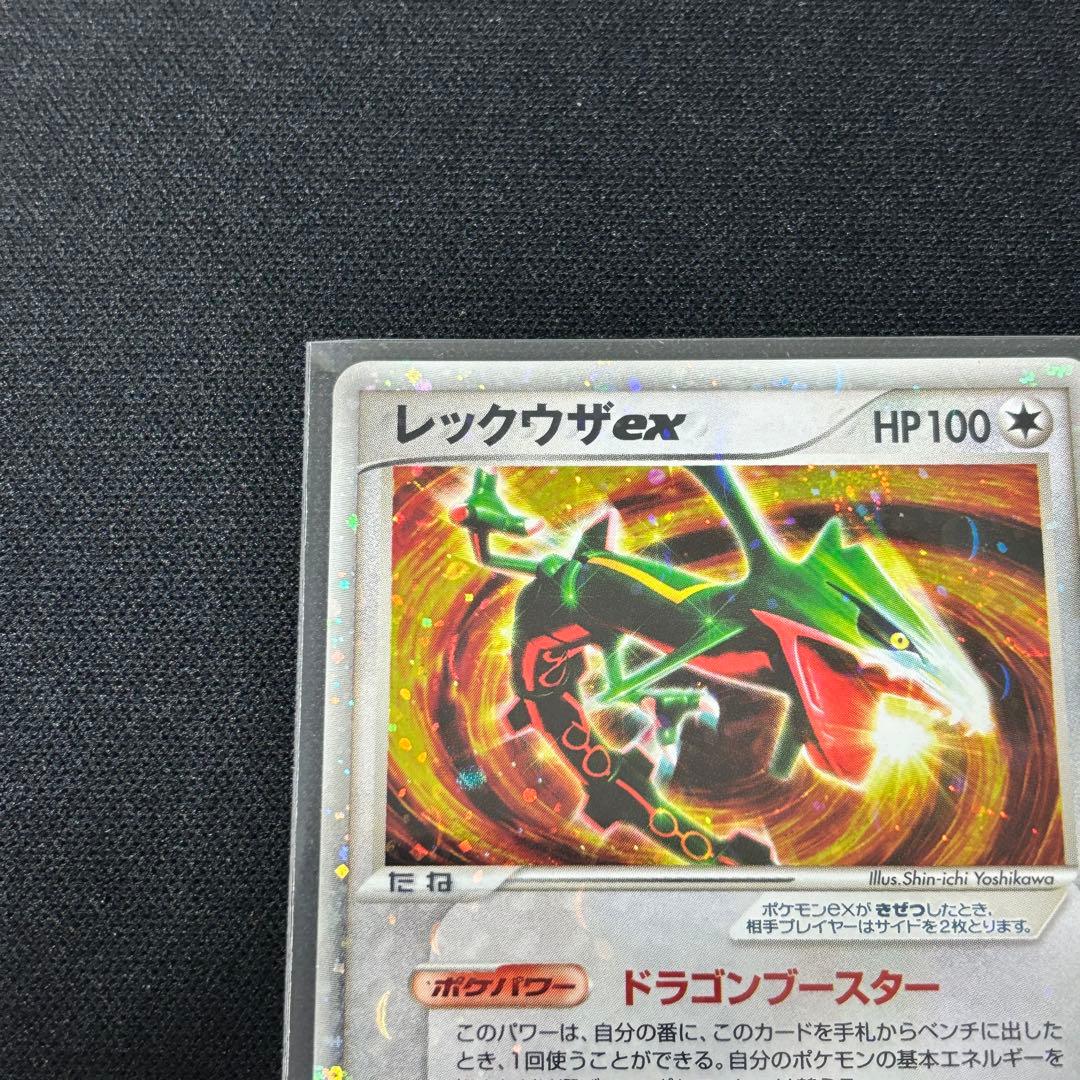 レックウザex HP100
たね
Illus.Shin-ichi Yoshikawa
ポケモンexが きぜつしたとき、
相手プレイヤーはサイドを2枚とります。
ポケパワー ドラゴンブースター
このパワーは、自分の番に、このカードを手札からベンチに出した
とき、1回使うことができる。自分のポケモンの基本エネルギーを